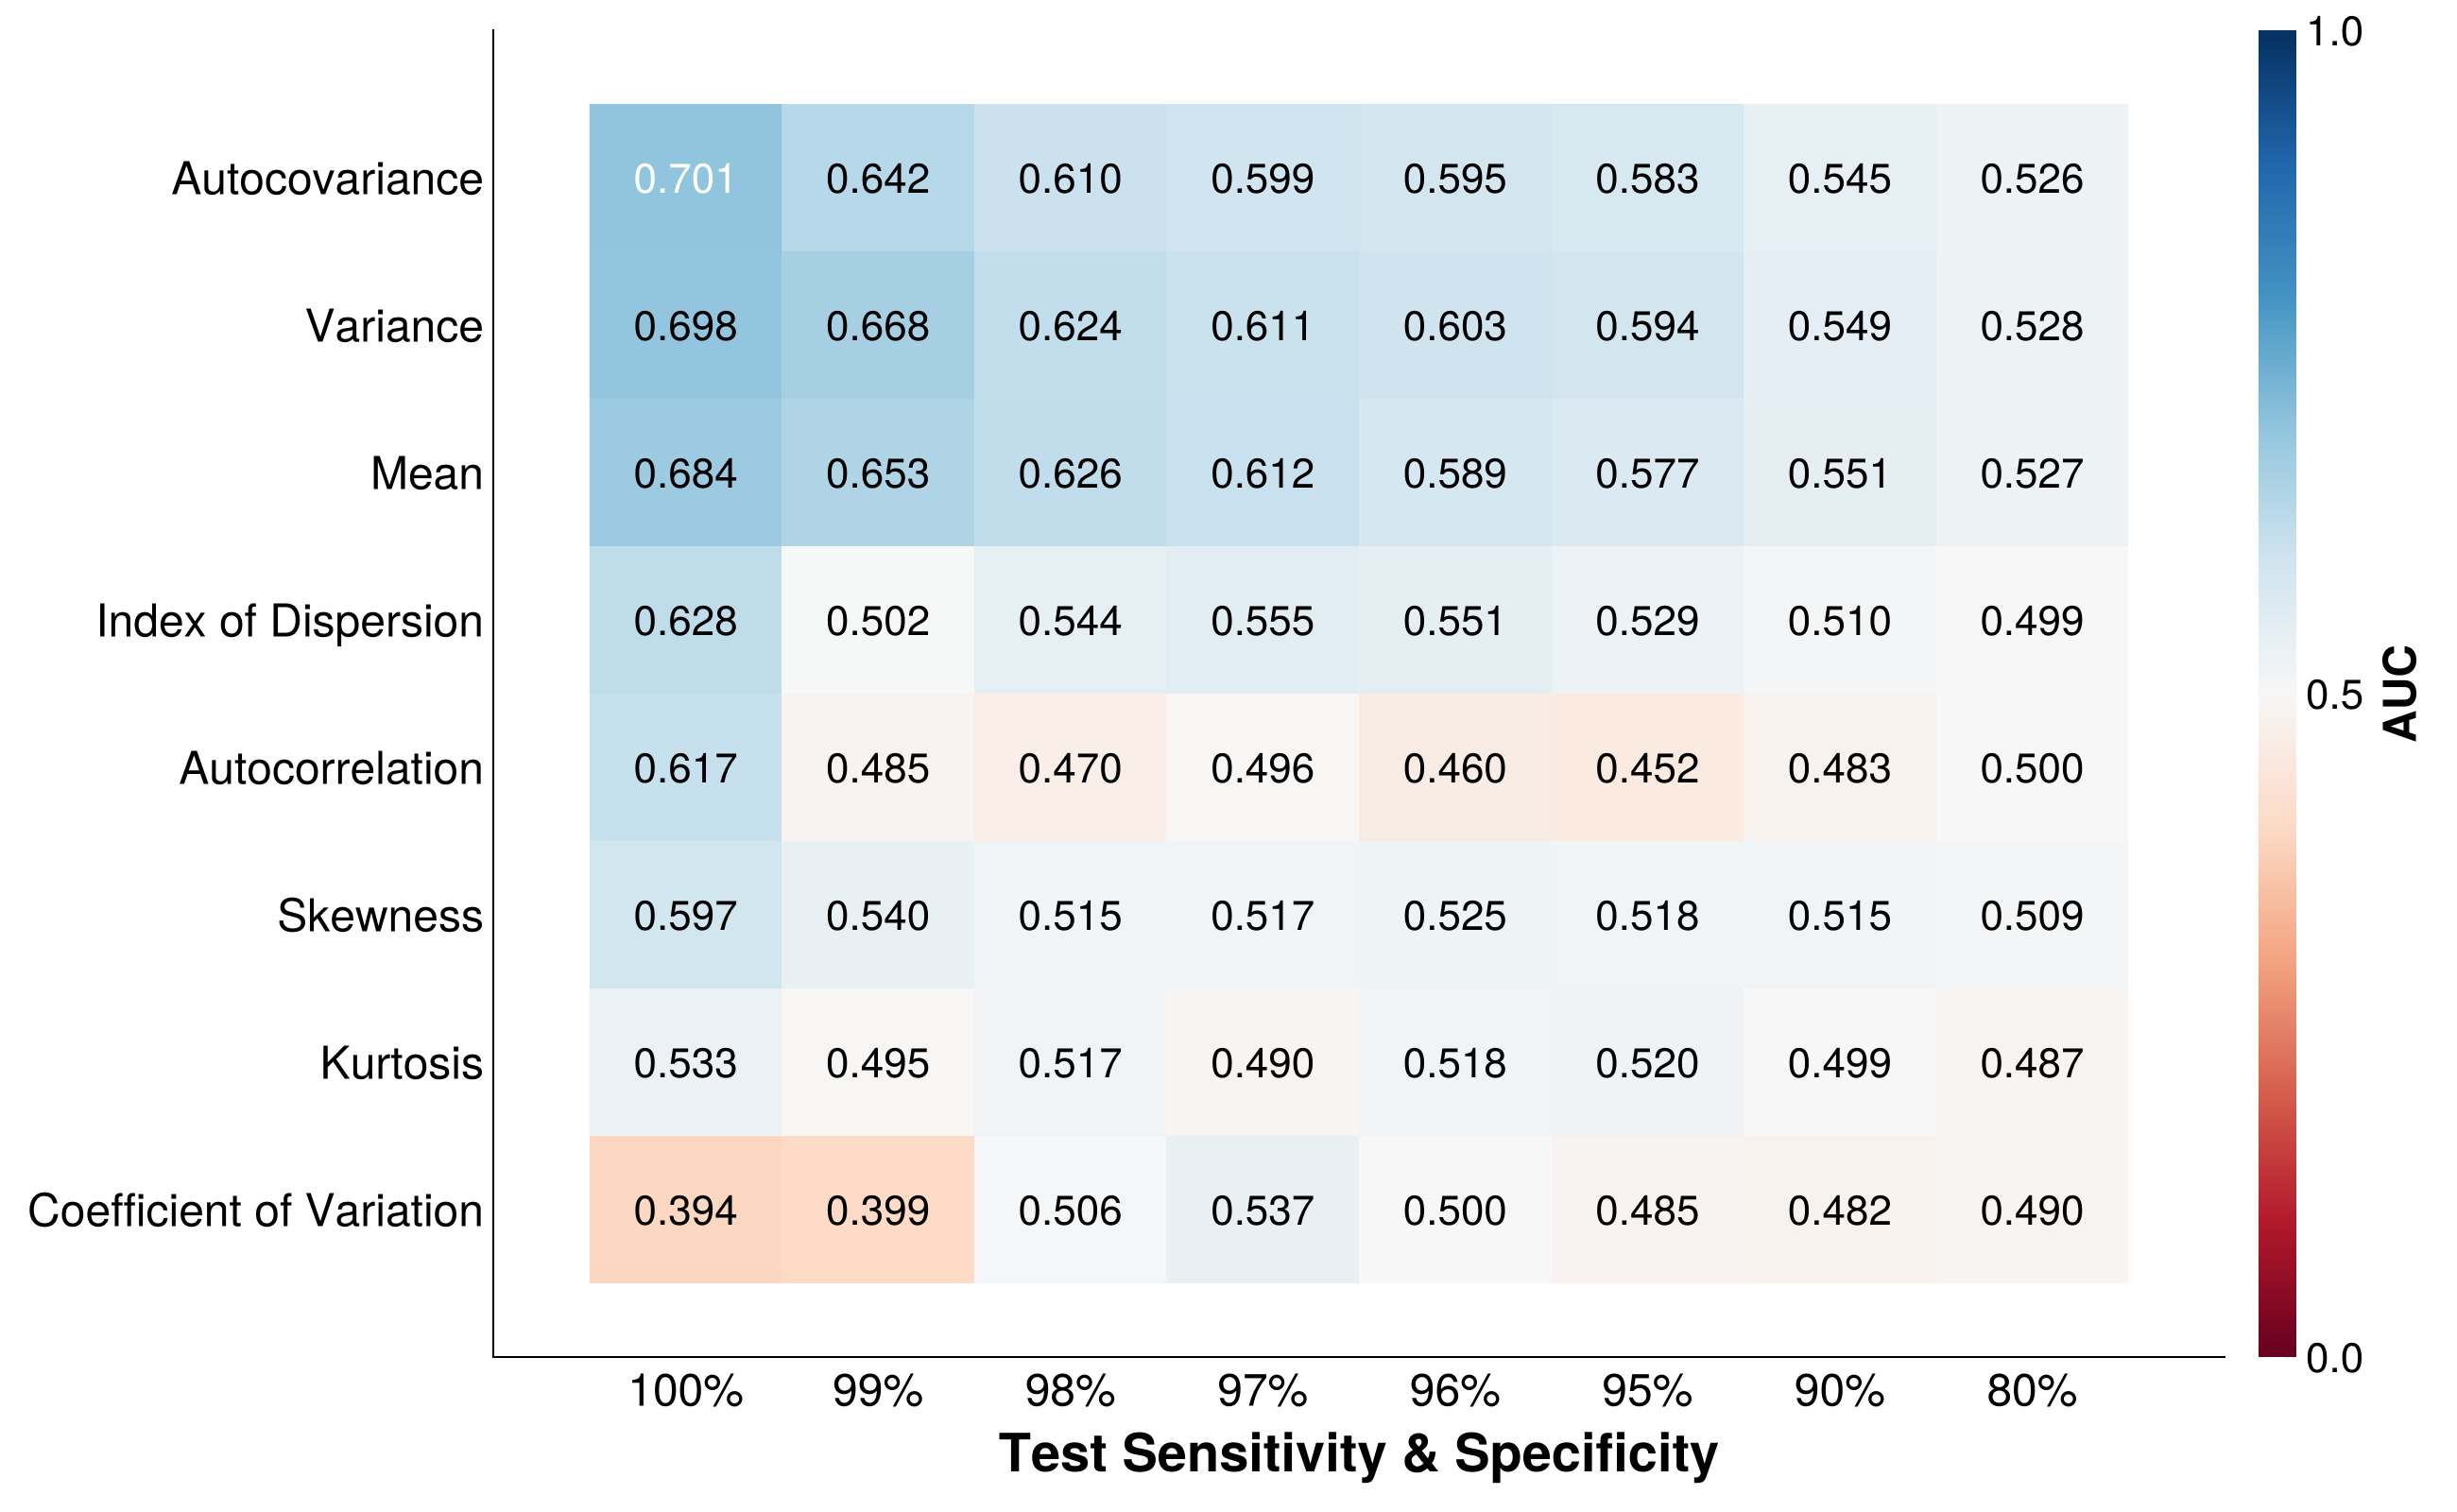 Autocovariance 0.701 0.642 0.610 0.599 0.595 0.583 0.545 0.526
Variance 0.698 0.668 0.624 0.611 0.603 0.594 0.549 0.528
Mean 0.684 0.653 0.626 0.612 0.589 0.577 0.551 0.527
Index of Dispersion 0.628 0.502 0.544 0.555 0.551 0.529 0.510 0.499
Autocorrelation 0.617 0.485 0.470 0.496 0.460 0.452 0.483 0.500
Skewness 0.597 0.540 0.515 0.517 0.525 0.518 0.515 0.509
Kurtosis 0.533 0.495 0.517 0.490 0.518 0.520 0.499 0.487
Coefficient of Variation 0.394 0.399 0.506 0.537 0.500 0.485 0.482 0.490
100% 99% 98% 97% 96% 95% 90% 80%
Test Sensitivity & Specificity
1.0
0.5
0.0
AUC